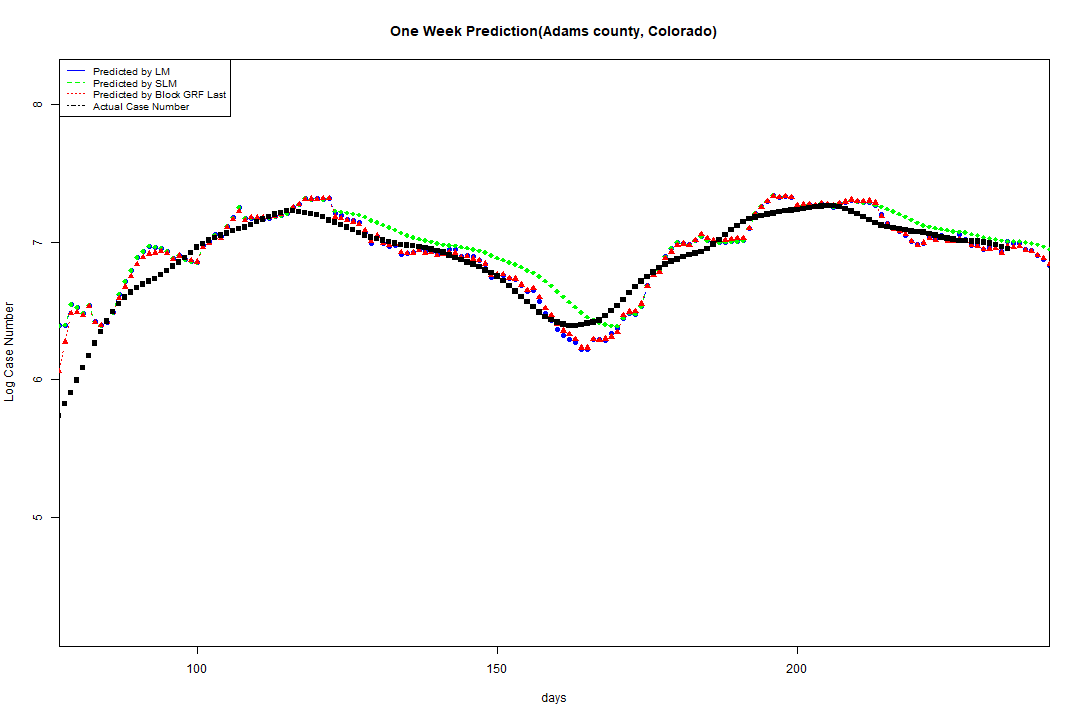 One Week Prediction(Adams county, Colorado)
Predicted by LM
Predicted by SLM
Predicted by Block GRF Last
Actual Case Number
8
7
6
5
Log Case Number
100 150 200
days